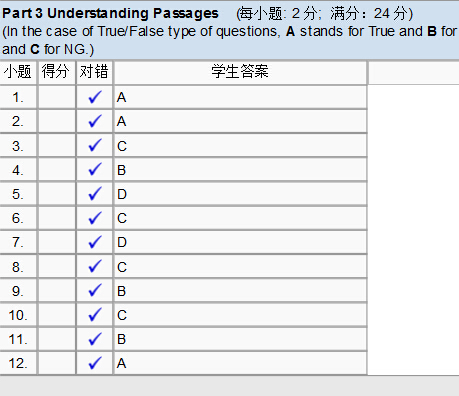 Part 3 Understanding Passages (每小题: 2 分; 满分: 24 分)
(In the case of True/False type of questions, A stands for True and B for
and C for NG.)
小题 得分 对错 学生答案
1. ✓ A
2. ✓ A
3. ✓ C
4. ✓ B
5. ✓ D
6. ✓ C
7. ✓ D
8. ✓ C
9. ✓ B
10. ✓ C
11. ✓ B
12. ✓ A